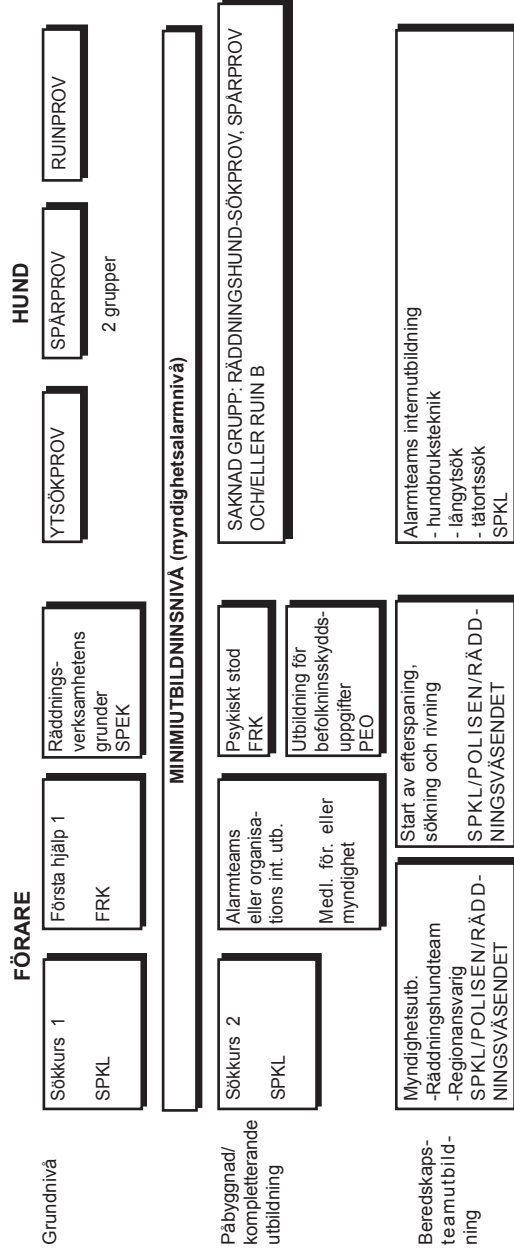 FÖRARE
HUND
Grundnivå
Sökkurs 1
SPKL
Första hjälp 1
FRK
Räddnings-
verksamhetens
grunder
SPEK
YTSÖKPROV
SPÅRPROV
2 grupper
RUINPROV
MINIMIUTBILDNINSNIVÅ (myndighetsalarmnivå)
Påbyggnad/
kompletterande
utbildning
Sökkurs 2
SPKL
Alarmteams
eller organisa-
tions int. utb.
Medl. för. eller
myndighet
Psykiskt stod
FRK
Utbildning för
befolkninsskydds-
uppgifter
PEO
SAKNAD GRUPP: RÄDDNINGSHUND-SÖKPROV, SPÅRPROV
OCH/ELLER RUIN B
Beredskaps-
teamutbild-
ning
Myndighetsutb.
-Räddningshundteam
-Regionansvarig
SPKL/POLISEN/RÄDD-
NINGSVÄSENDET
Start av efterspaning,
sökning och rivning
SPKL/POLISEN/RÄDD-
NINGSVÄSENDET
Alarmteams internutbildning
- hundbruksteknik
- långytsök
- tätortssök
SPKL